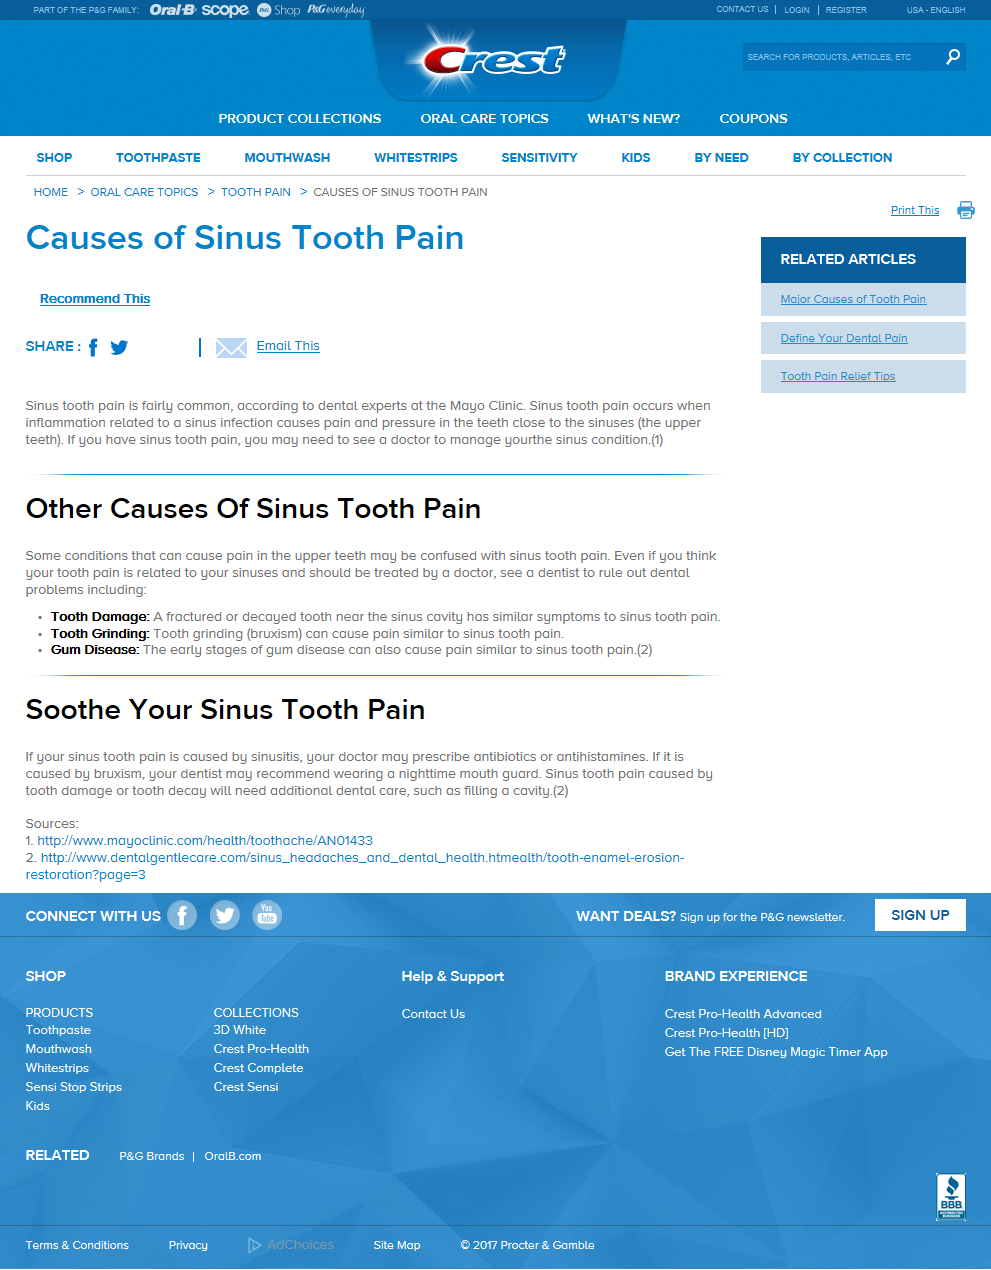 PART OF THE P&G FAMILY: Oral-B scope P&G Shop P&G everyday
CONTACT US | LOGIN | REGISTER USA - ENGLISH
Crest
SEARCH FOR PRODUCTS, ARTICLES, ETC
PRODUCT COLLECTIONS ORAL CARE TOPICS WHAT'S NEW? COUPONS
SHOP TOOTHPASTE MOUTHWASH WHITESTRIPS SENSITIVITY KIDS BY NEED BY COLLECTION
HOME > ORAL CARE TOPICS > TOOTH PAIN > CAUSES OF SINUS TOOTH PAIN
Print This
Causes of Sinus Tooth Pain
Recommend This
SHARE : | Email This
RELATED ARTICLES
Major Causes of Tooth Pain
Define Your Dental Pain
Tooth Pain Relief Tips
Sinus tooth pain is fairly common, according to dental experts at the Mayo Clinic. Sinus tooth pain occurs when
inflammation related to a sinus infection causes pain and pressure in the teeth close to the sinuses (the upper
teeth). If you have sinus tooth pain, you may need to see a doctor to manage yourthe sinus condition.(1)
Other Causes Of Sinus Tooth Pain
Some conditions that can cause pain in the upper teeth may be confused with sinus tooth pain. Even if you think
your tooth pain is related to your sinuses and should be treated by a doctor, see a dentist to rule out dental
problems including:
• Tooth Damage: A fractured or decayed tooth near the sinus cavity has similar symptoms to sinus tooth pain.
• Tooth Grinding: Tooth grinding (bruxism) can cause pain similar to sinus tooth pain.
• Gum Disease: The early stages of gum disease can also cause pain similar to sinus tooth pain.(2)
Soothe Your Sinus Tooth Pain
If your sinus tooth pain is caused by sinusitis, your doctor may prescribe antibiotics or antihistamines. If it is
caused by bruxism, your dentist may recommend wearing a nighttime mouth guard. Sinus tooth pain caused by
tooth damage or tooth decay will need additional dental care, such as filling a cavity.(2)
Sources:
1. http://www.mayoclinic.com/health/toothache/AN01433
2. http://www.dentalgentlecare.com/sinus_headaches_and_dental_health.htmealth/tooth-enamel-erosion-
restoration?page=3
CONNECT WITH US You Tube
WANT DEALS? Sign up for the P&G newsletter. SIGN UP
SHOP
PRODUCTS
Toothpaste
Mouthwash
Whitestrips
Sensi Stop Strips
Kids
COLLECTIONS
3D White
Crest Pro-Health
Crest Complete
Crest Sensi
Help & Support
Contact Us
BRAND EXPERIENCE
Crest Pro-Health Advanced
Crest Pro-Health [HD]
Get The FREE Disney Magic Timer App
RELATED P&G Brands | OralB.com
BBB
ACCREDITED
BUSINESS
Terms & Conditions Privacy AdChoices Site Map © 2017 Procter & Gamble